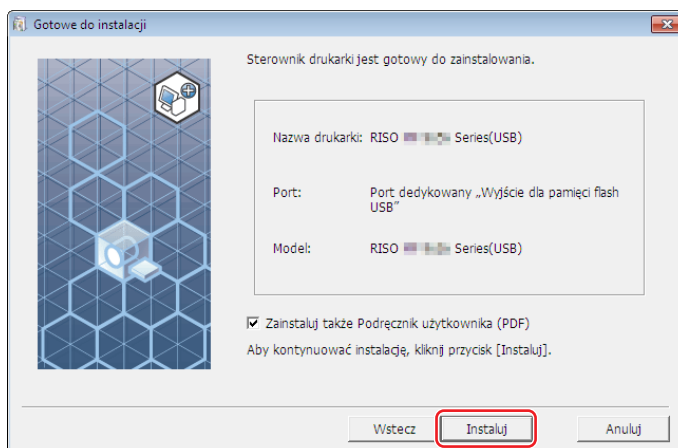 Gotowe do instalacji
Sterownik drukarki jest gotowy do zainstalowania.
Nazwa drukarki: RISO Series(USB)
Port: Port dedykowany „Wyjście dla pamięci flash
USB”
Model: RISO Series(USB)
Zainstaluj także Podręcznik użytkownika (PDF)
Aby kontynuować instalację, kliknij przycisk [Instaluj].
Wstecz Instaluj Anuluj